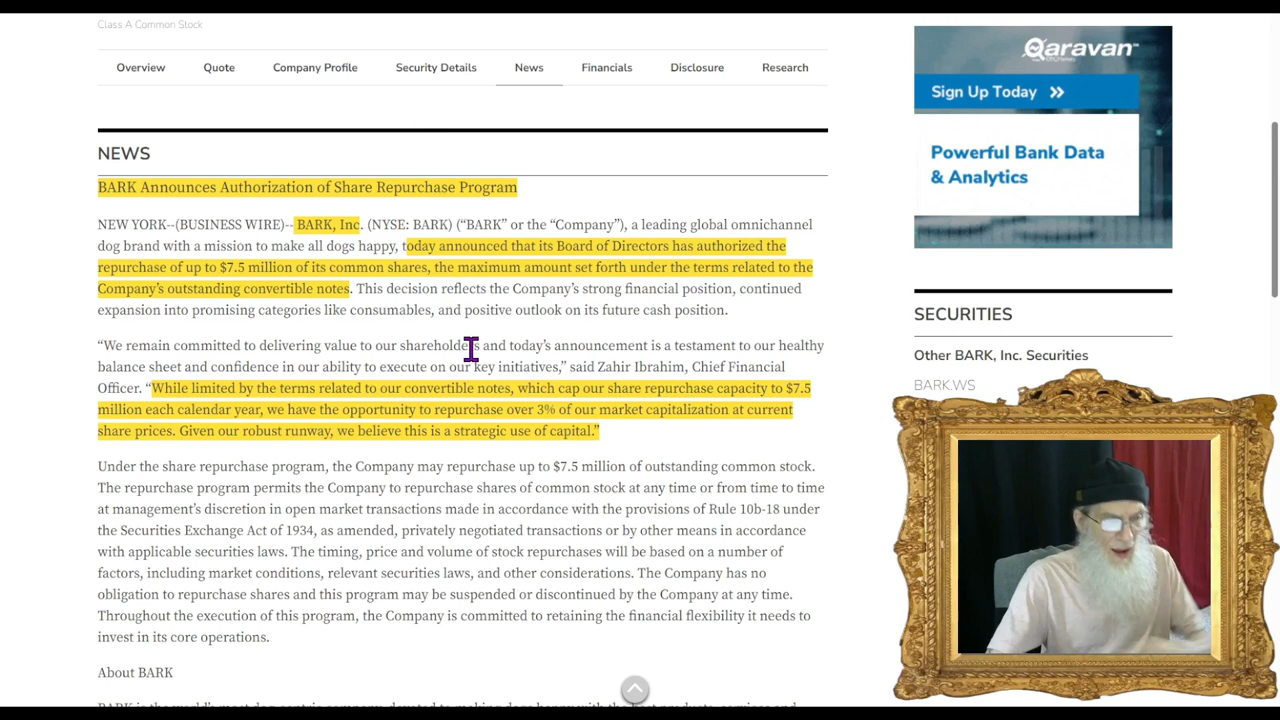 Class A Common Stock
Overview Quote Company Profile Security Details News Financials Disclosure Research
NEWS
BARK Announces Authorization of Share Repurchase Program
NEW YORK--(BUSINESS WIRE)-- BARK, Inc. (NYSE: BARK) (“BARK” or the “Company”), a leading global omnichannel
dog brand with a mission to make all dogs happy, today announced that its Board of Directors has authorized the
repurchase of up to $7.5 million of its common shares, the maximum amount set forth under the terms related to the
Company’s outstanding convertible notes. This decision reflects the Company’s strong financial position, continued
expansion into promising categories like consumables, and positive outlook on its future cash position.
“We remain committed to delivering value to our shareholders and today’s announcement is a testament to our healthy
balance sheet and confidence in our ability to execute on our key initiatives,” said Zahir Ibrahim, Chief Financial
Officer. “While limited by the terms related to our convertible notes, which cap our share repurchase capacity to $7.5
million each calendar year, we have the opportunity to repurchase over 3% of our market capitalization at current
share prices. Given our robust runway, we believe this is a strategic use of capital.”
Under the share repurchase program, the Company may repurchase up to $7.5 million of outstanding common stock.
The repurchase program permits the Company to repurchase shares of common stock at any time or from time to time
at management’s discretion in open market transactions made in accordance with the provisions of Rule 10b-18 under
the Securities Exchange Act of 1934, as amended, privately negotiated transactions or by other means in accordance
with applicable securities laws. The timing, price and volume of stock repurchases will be based on a number of
factors, including market conditions, relevant securities laws, and other considerations. The Company has no
obligation to repurchase shares and this program may be suspended or discontinued by the Company at any time.
Throughout the execution of this program, the Company is committed to retaining the financial flexibility it needs to
invest in its core operations.
About BARK
Qaravan
Sign Up Today
Powerful Bank Data
& Analytics
SECURITIES
Other BARK, Inc. Securities
BARK.WS